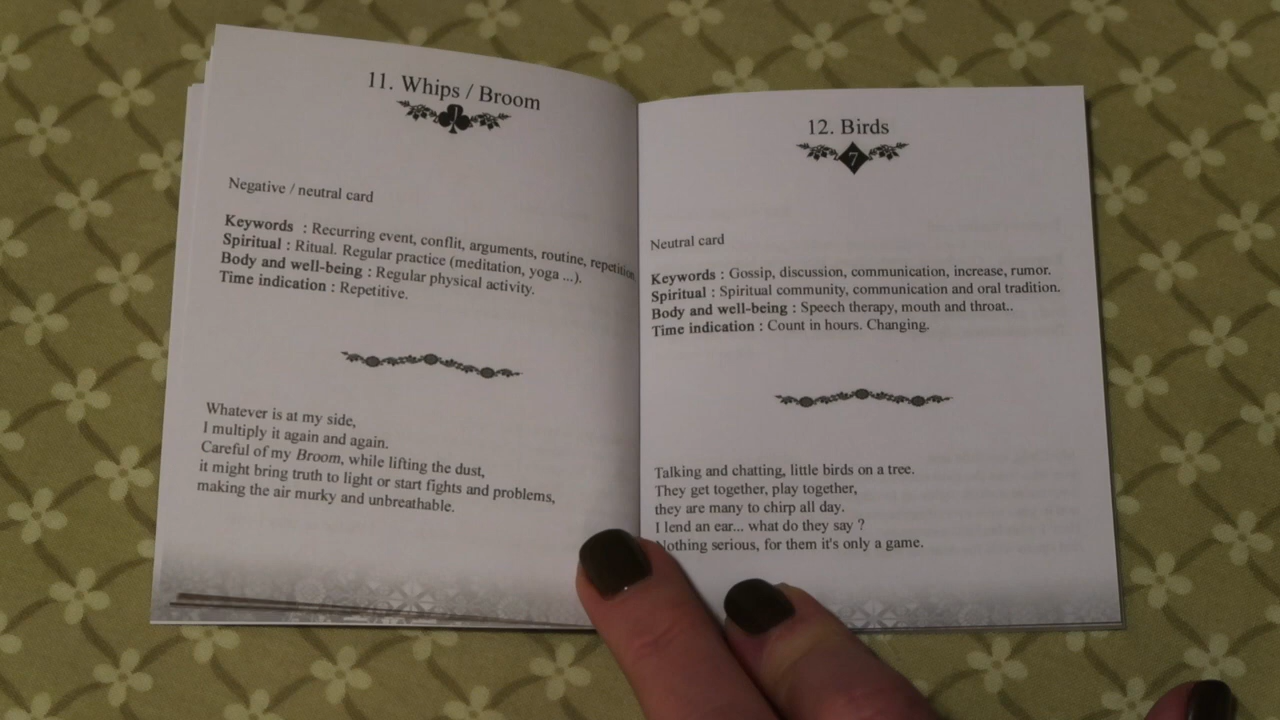 11. Whips / Broom
J
Negative / neutral card
Keywords : Recurring event, conflit, arguments, routine, repetition
Spiritual : Ritual. Regular practice (meditation, yoga ...).
Body and well-being : Regular physical activity.
Time indication : Repetitive.
Whatever is at my side,
I multiply it again and again.
Careful of my Broom, while lifting the dust,
it might bring truth to light or start fights and problems,
making the air murky and unbreathable.
12. Birds
7
Neutral card
Keywords : Gossip, discussion, communication, increase, rumor.
Spiritual : Spiritual community, communication and oral tradition.
Body and well-being : Speech therapy, mouth and throat..
Time indication : Count in hours. Changing.
Talking and chatting, little birds on a tree.
They get together, play together,
they are many to chirp all day.
I lend an ear... what do they say ?
Nothing serious, for them it's only a game.